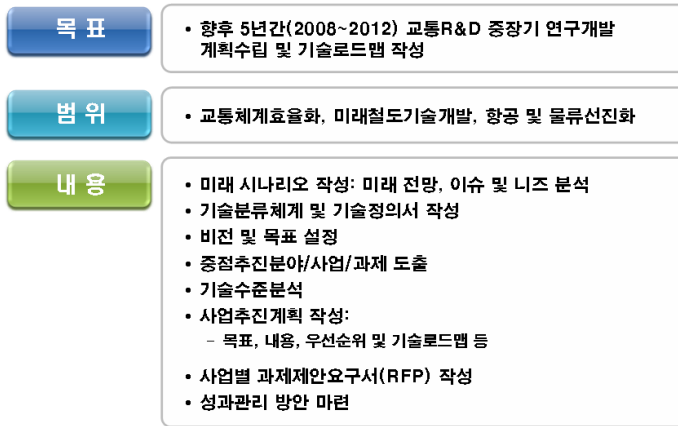 목 표
• 향후 5년간(2008~2012) 교통R&D 중장기 연구개발
계획수립 및 기술로드맵 작성
범 위
• 교통체계효율화, 미래철도기술개발, 항공 및 물류선진화
내 용
• 미래 시나리오 작성: 미래 전망, 이슈 및 니즈 분석
• 기술분류체계 및 기술정의서 작성
• 비전 및 목표 설정
• 중점추진분야/사업/과제 도출
• 기술수준분석
• 사업추진계획 작성:
– 목표, 내용, 우선순위 및 기술로드맵 등
• 사업별 과제제안요구서(RFP) 작성
• 성과관리 방안 마련